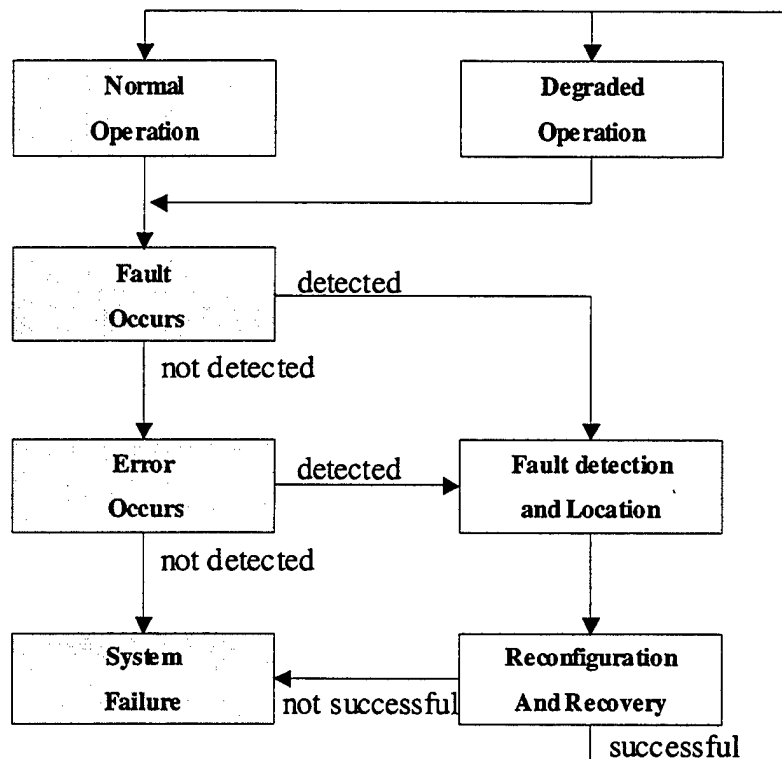 Normal
Operation
Degraded
Operation
Fault
Occurs
detected
not detected
Error
Occurs
detected
Fault detection
and Location
not detected
System
Failure
not successful
Reconfiguration
And Recovery
successful